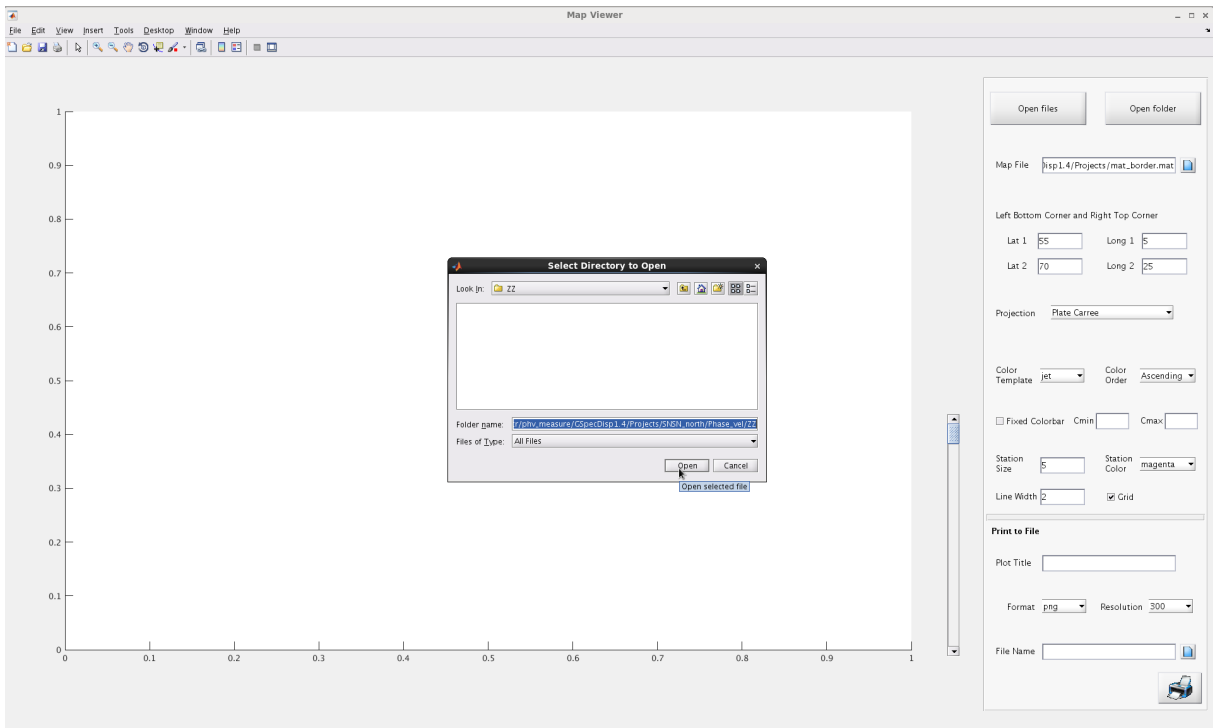 Map Viewer
File Edit View Insert Tools Desktop Window Help
Open files Open folder
Map File )isp1.4/Projects/mat_border.mat
Left Bottom Corner and Right Top Corner
Lat 1 55 Long 1 5
Lat 2 70 Long 2 25
Projection Plate Carree
Color Template jet Color Order Ascending
Fixed Colorbar Cmin Cmax
Station Size 5 Station Color magenta
Line Width 2 Grid
Print to File
Plot Title
Format png Resolution 300
File Name
1
0.9
0.8
0.7
0.6
0.5
0.4
0.3
0.2
0.1
0
0 0.1 0.2 0.3 0.4 0.5 0.6 0.7 0.8 0.9 1
Select Directory to Open
Look In: ZZ
Folder name: r/phv_measure/GSpecDisp1.4/Projects/SNSN_north/Phase_vel/ZZ
Files of Type: All Files
Open Cancel
Open selected file